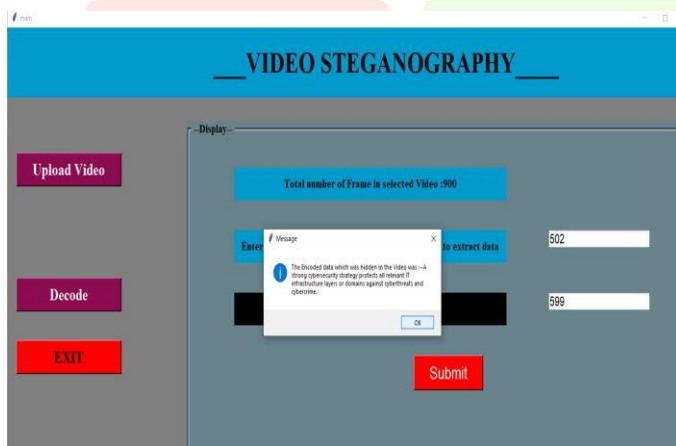 main
___VIDEO STEGANOGRAPHY____
--Display--
Upload Video
Total number of Frame in selected Video :900
Message
X
Enter
to extract data
502
The Encoded data which was hidden in the Video was :--A
strong cybersecurity strategy protects all relevant IT
infrastructure layers or domains against cyberthreats and
cybercrime.
Decode
599
OK
EXIT
Submit